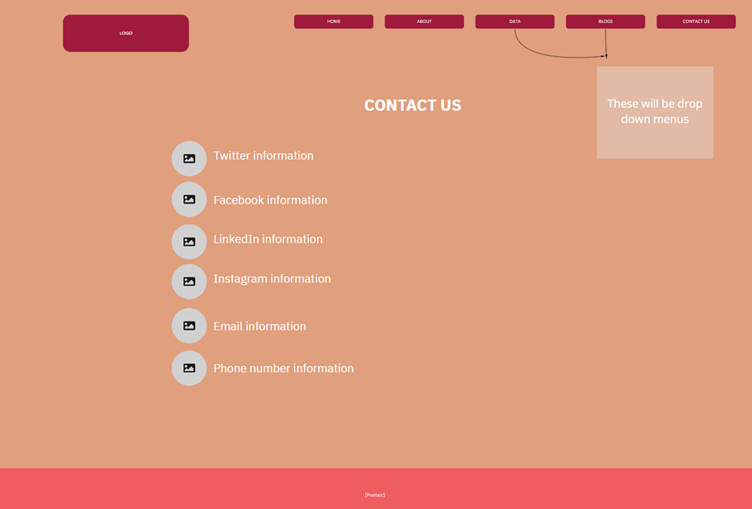 LOGO
HOME
ABOUT
DATA
BLOGS
CONTACT US
These will be drop
down menus
CONTACT US
Twitter information
Facebook information
LinkedIn information
Instagram information
Email information
Phone number information
[Footer]